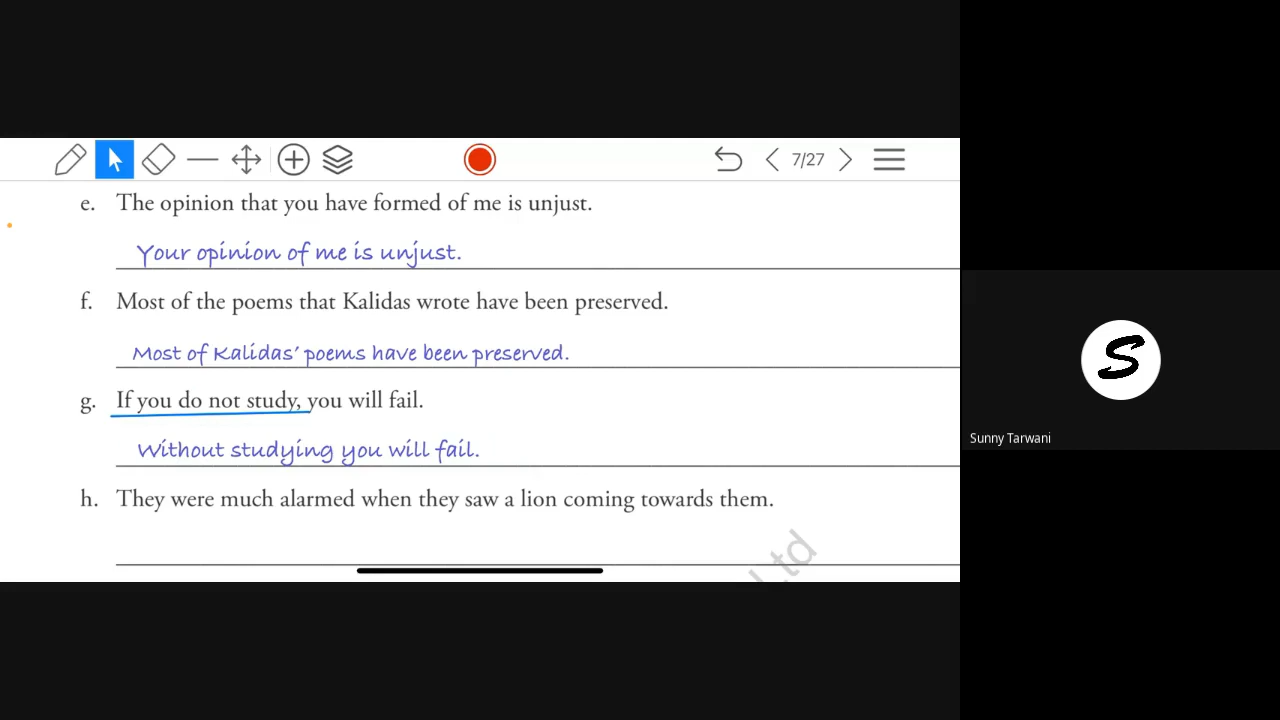 7/27
e. The opinion that you have formed of me is unjust.
Your opinion of me is unjust.
f. Most of the poems that Kalidas wrote have been preserved.
Most of Kalidas' poems have been preserved.
g. If you do not study, you will fail.
Without studying you will fail.
h. They were much alarmed when they saw a lion coming towards them.
Ltd
S
Sunny Tarwani